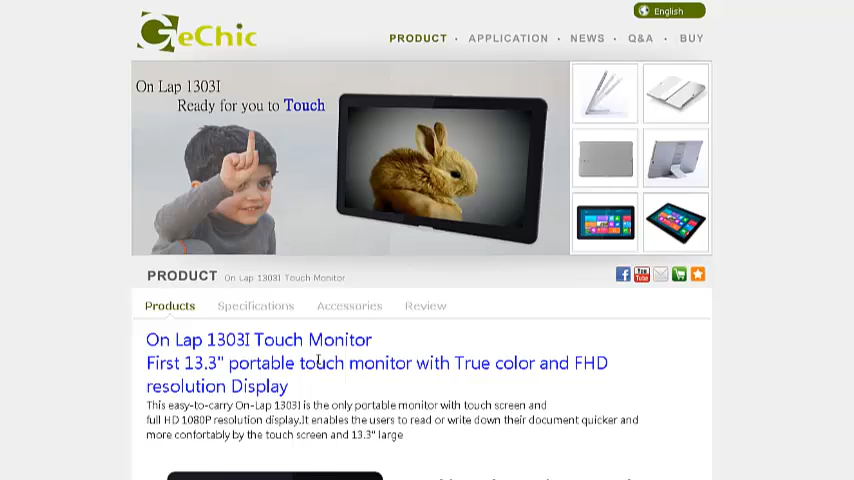 English
GeChic
PRODUCT · APPLICATION · NEWS · Q&A · BUY
On Lap 1303I
Ready for you to Touch
PRODUCT On Lap 1303I Touch Monitor
Products Specifications Accessories Review
On Lap 1303I Touch Monitor
First 13.3" portable touch monitor with True color and FHD
resolution Display
This easy-to-carry On-Lap 1303I is the only portable monitor with touch screen and
full HD 1080P resolution display.It enables the users to read or write down their document quicker and
more confortably by the touch screen and 13.3" large